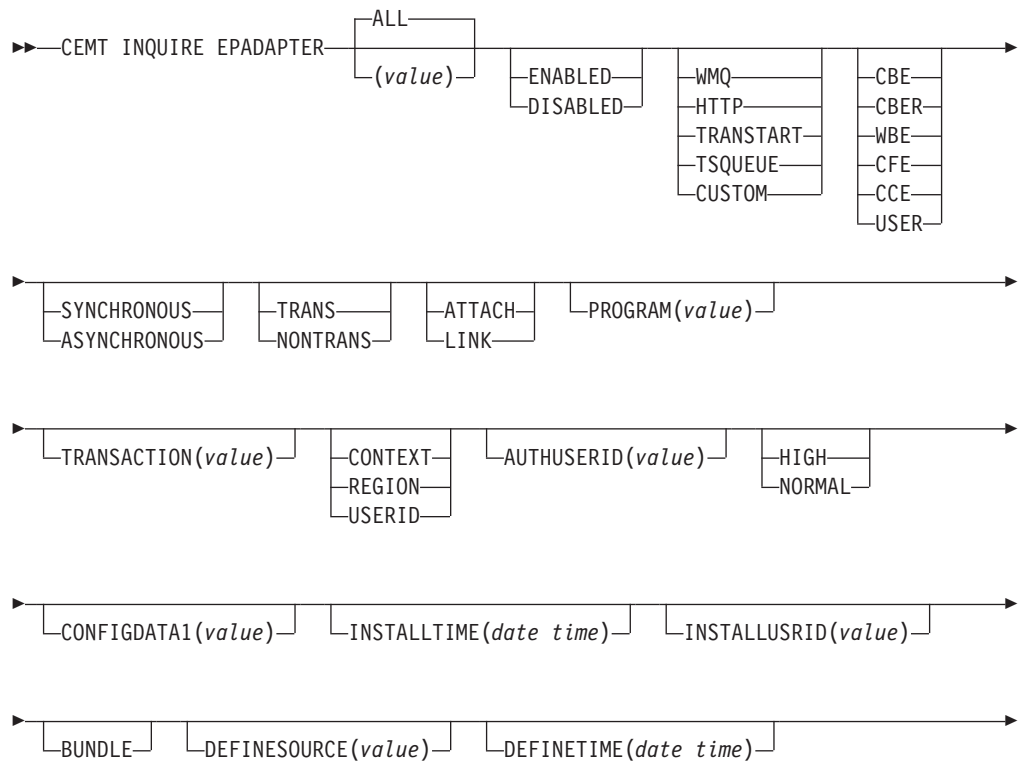 ALL
CEMT INQUIRE EPADAPTER
(value)
ENABLED
DISABLED
WMQ
HTTP
TRANSTART
TSQUEUE
CUSTOM
CBE
CBER
WBE
CFE
CCE
USER
SYNCHRONOUS
ASYNCHRONOUS
TRANS
NONTRANS
ATTACH
LINK
PROGRAM(value)
TRANSACTION(value)
CONTEXT
REGION
USERID
AUTHUSERID(value)
HIGH
NORMAL
CONFIGDATA1(value)
INSTALLTIME(date time)
INSTALLUSRID(value)
BUNDLE
DEFINESOURCE(value)
DEFINETIME(date time)